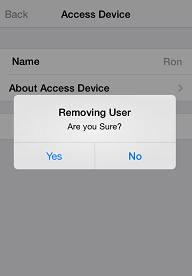 Back Access Device
Name Ron
About Access Device
Removing User
Are you Sure?
Yes No